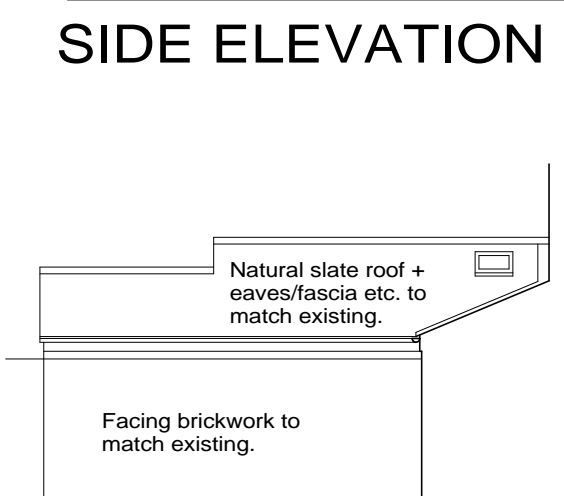 SIDE ELEVATION
Natural slate roof +
eaves/fascia etc. to
match existing.
Facing brickwork to
match existing.